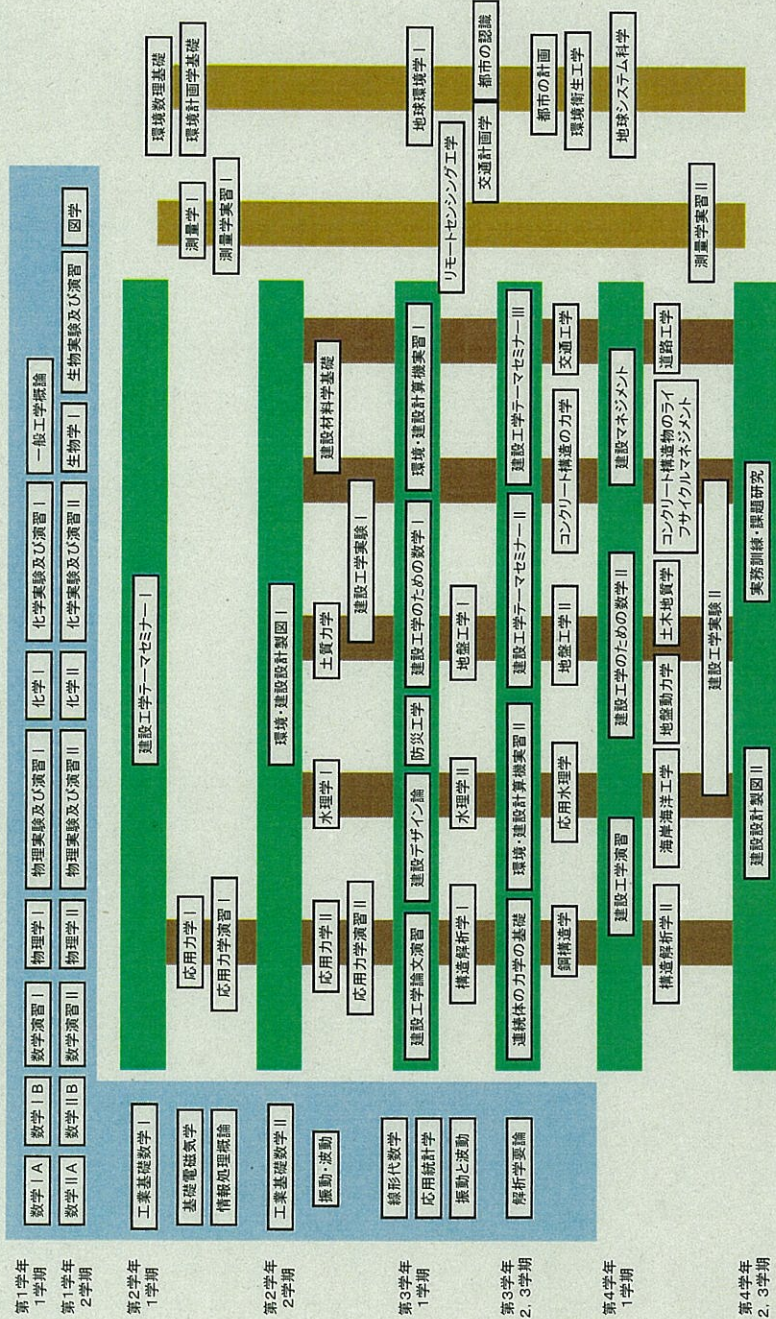 第1学年
1学期
数学ⅠA
数学ⅠB
数学演習Ⅰ
物理学Ⅰ
物理実験及び演習Ⅰ
化学Ⅰ
化学実験及び演習Ⅰ
一般工学概論
第1学年
2学期
数学ⅡA
数学ⅡB
数学演習Ⅱ
物理学Ⅱ
物理実験及び演習Ⅱ
化学Ⅱ
化学実験及び演習Ⅱ
生物学Ⅰ
生物実験及び演習
図学
第2学年
1学期
工業基礎数学Ⅰ
建設工学テーマセミナーⅠ
環境数理基礎
基礎電磁気学
応用力学Ⅰ
測量学Ⅰ
環境計画学基礎
情報処理概論
応用力学演習Ⅰ
測量学実習Ⅰ
第2学年
2学期
工業基礎数学Ⅱ
環境・建設設計製図Ⅰ
振動・波動
応用力学Ⅱ
水理学Ⅰ
土質力学
建設材料学基礎
応用力学演習Ⅱ
建設工学実験Ⅰ
第3学年
1学期
線形代数学
建設工学論文演習
建設デザイン論
防災工学
建設工学のための数学Ⅰ
環境・建設計算機実習Ⅰ
地球環境学Ⅰ
応用統計学
リモートセンシング工学
振動と波動
構造解析学Ⅰ
水理学Ⅱ
地盤工学Ⅰ
交通計画学
都市の認識
第3学年
2, 3学期
解析学要論
連続体の力学の基礎
環境・建設計算機実習Ⅱ
建設工学テーマセミナーⅡ
建設工学テーマセミナーⅢ
都市の計画
鋼構造学
応用水理学
地盤工学Ⅱ
コンクリート構造の力学
交通工学
環境衛生工学
第4学年
1学期
建設工学演習
建設工学のための数学Ⅱ
建設マネジメント
地球システム科学
構造解析学Ⅱ
海岸海洋工学
地盤動力学
土木地質学
コンクリート構造物のライ
フサイクルマネジメント
道路工学
建設工学実験Ⅱ
測量学実習Ⅱ
第4学年
2, 3学期
建設設計製図Ⅱ
実務訓練・課題研究